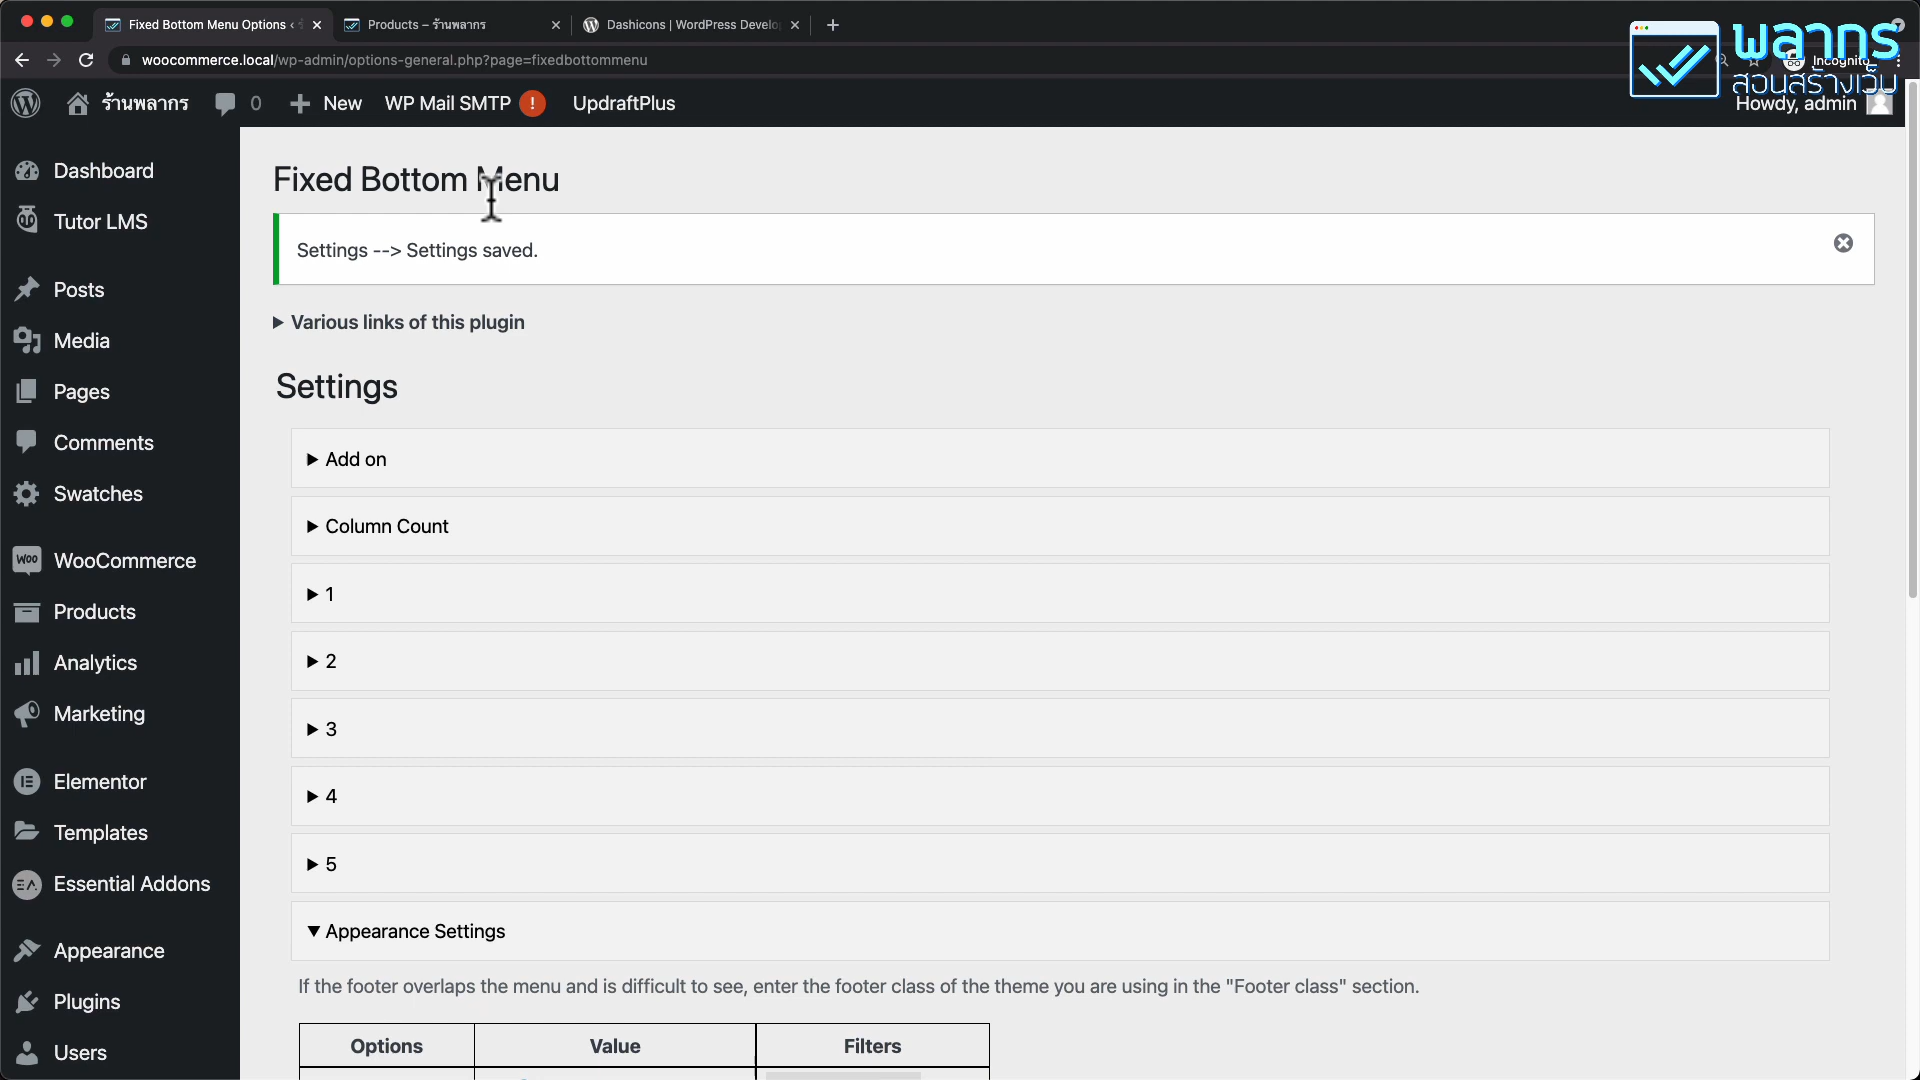 Fixed Bottom Menu Options ‹
Products – ร้านพลากร
Dashicons | WordPress Develo
woocommerce.local/wp-admin/options-general.php?page=fixedbottommenu
Incognito
พลากร
สอนสร้างเว็บ
ร้านพลากร
0
New
WP Mail SMTP
!
UpdraftPlus
Howdy, admin
Dashboard
Tutor LMS
Posts
Media
Pages
Comments
Swatches
WOO
WooCommerce
Products
Analytics
Marketing
Elementor
Templates
Essential Addons
Appearance
Plugins
Users
Fixed Bottom Menu
Settings --> Settings saved.
Various links of this plugin
Settings
Add on
Column Count
1
2
3
4
5
Appearance Settings
If the footer overlaps the menu and is difficult to see, enter the footer class of the theme you are using in the "Footer class" section.
Options Value Filters